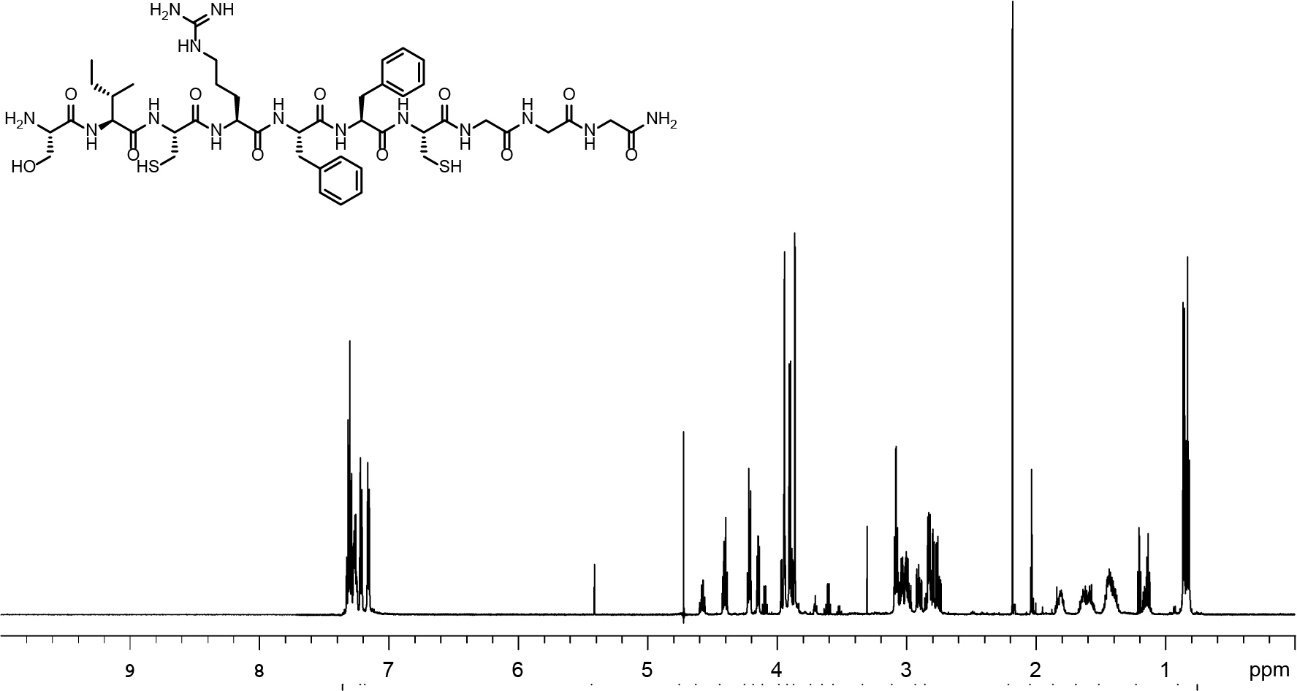 H₂N NH
HN
O H N O H N O H N O H N O
H₂N N H N H N H N H N H NH₂
O O O O O
HO HS SH
9 8 7 6 5 4 3 2 1 ppm